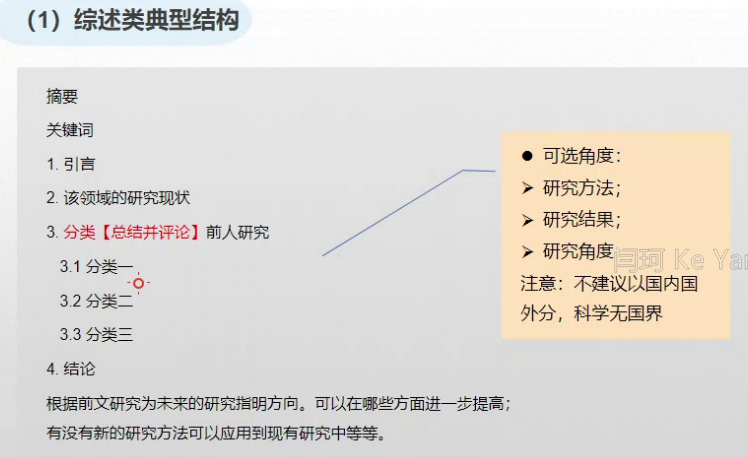 （1）综述类典型结构
摘要
关键词
1. 引言
2. 该领域的研究现状
3. 分类【总结并评论】前人研究
3.1 分类一
3.2 分类二
3.3 分类三
4. 结论
根据前文研究为未来的研究指明方向。可以在哪些方面进一步提高；
有没有新的研究方法可以应用到现有研究中等等。
● 可选角度：
➢ 研究方法；
➢ 研究结果；
➢ 研究角度
注意：不建议以国内国
外分，科学无国界
闫珂 Ke Yan